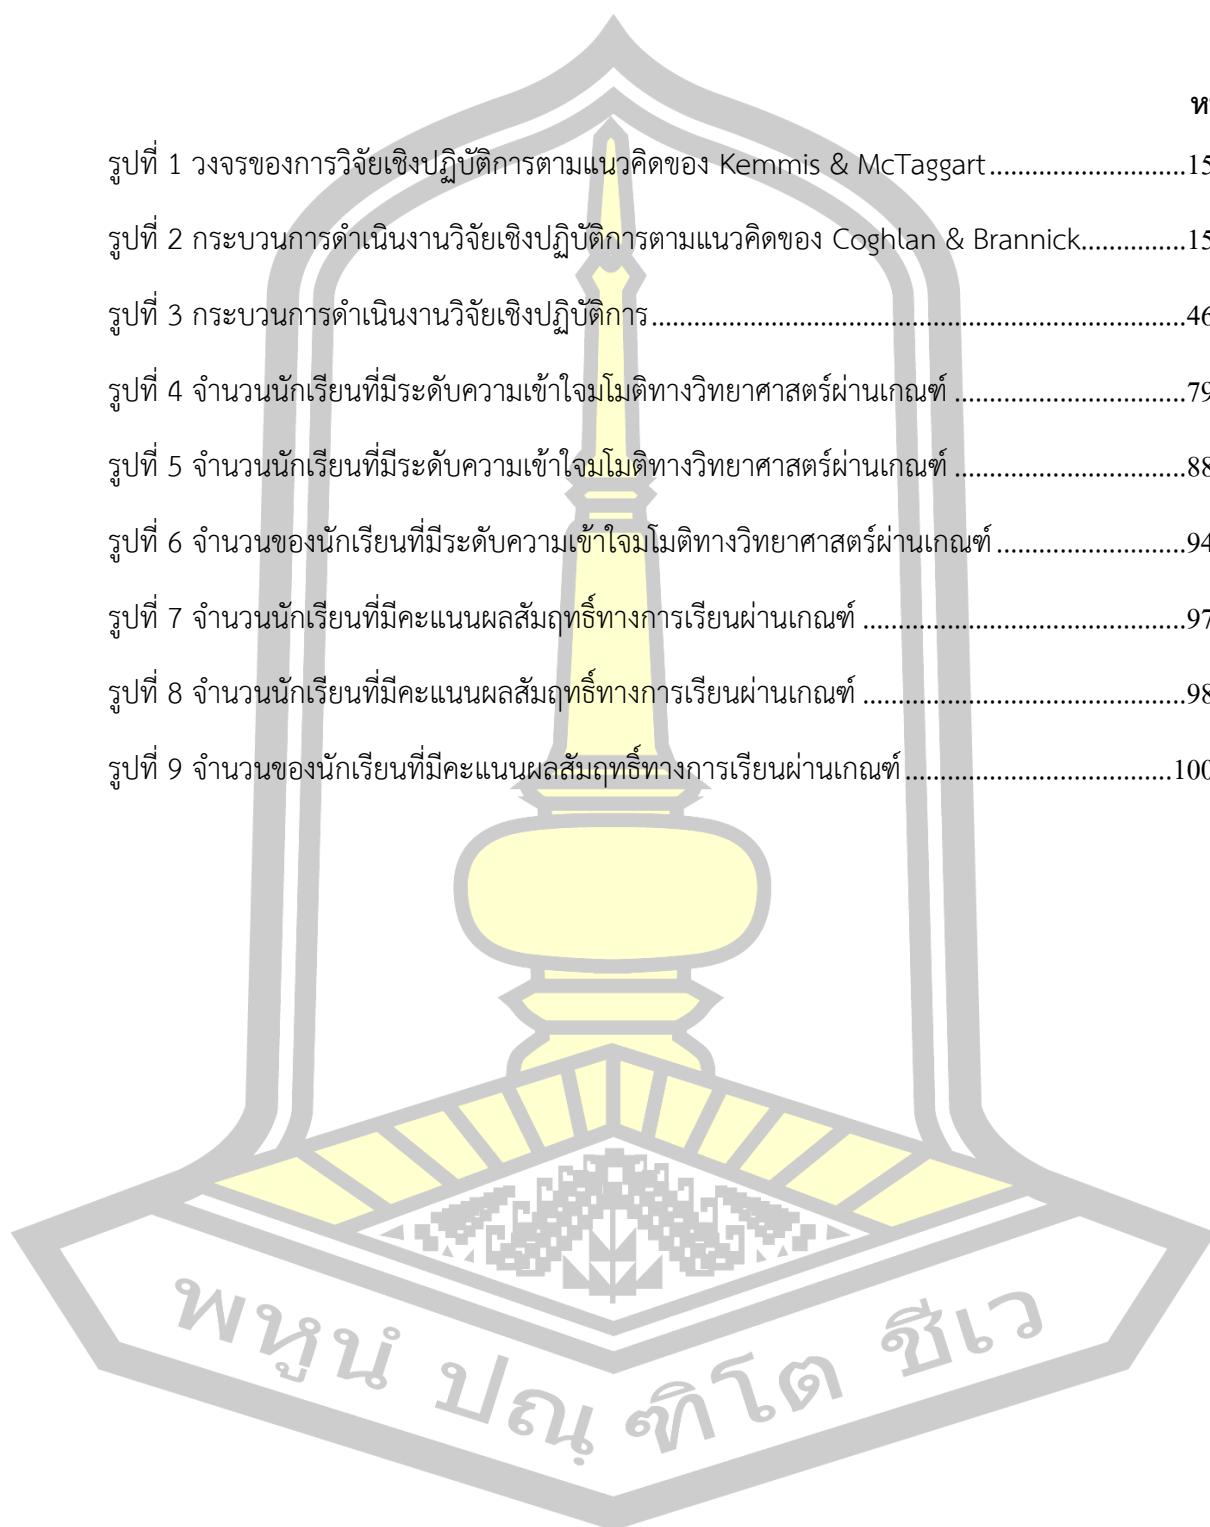 รูปที่ 1 วงจรของการวิจัยเชิงปฏิบัติการตามแนวคิดของ Kemmis & McTaggart.............................15
รูปที่ 2 กระบวนการดำเนินงานวิจัยเชิงปฏิบัติการตามแนวคิดของ Coghlan & Brannick...............15
รูปที่ 3 กระบวนการดำเนินงานวิจัยเชิงปฏิบัติการ................................................................................46
รูปที่ 4 จำนวนนักเรียนที่มีระดับความเข้าใจมโมติทางวิทยาศาสตร์ผ่านเกณฑ์ ..................................79
รูปที่ 5 จำนวนนักเรียนที่มีระดับความเข้าใจมโมติทางวิทยาศาสตร์ผ่านเกณฑ์ ..................................88
รูปที่ 6 จำนวนของนักเรียนที่มีระดับความเข้าใจมโมติทางวิทยาศาสตร์ผ่านเกณฑ์............................94
รูปที่ 7 จำนวนนักเรียนที่มีคะแนนผลสัมฤทธิ์ทางการเรียนผ่านเกณฑ์ ................................................97
รูปที่ 8 จำนวนนักเรียนที่มีคะแนนผลสัมฤทธิ์ทางการเรียนผ่านเกณฑ์ ................................................98
รูปที่ 9 จำนวนของนักเรียนที่มีคะแนนผลสัมฤทธิ์ทางการเรียนผ่านเกณฑ์........................................100
พหูนํ ปณฺฑิโต ชีเว